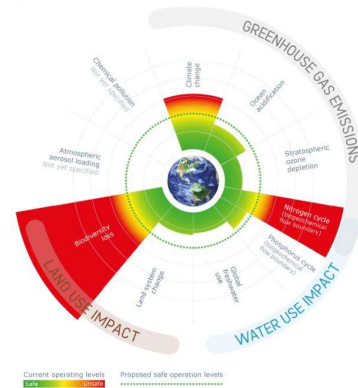 GREENHOUSE GAS EMISSIONS
Climate
change
Ocean
acidification
Stratospheric
ozone
depletion
Nitrogen cycle
(biogeochemical
flow boundary)
Phosphorus cycle
(biogeochemical
flow boundary)
WATER USE IMPACT
Global
freshwater
use
Land system
change
Biodiversity
loss
LAND USE IMPACT
Atmospheric
aerosol loading
Not yet specified
Chemical pollution
Not yet specified
Current operating levels
Safe
Unsafe
Proposed safe operation levels